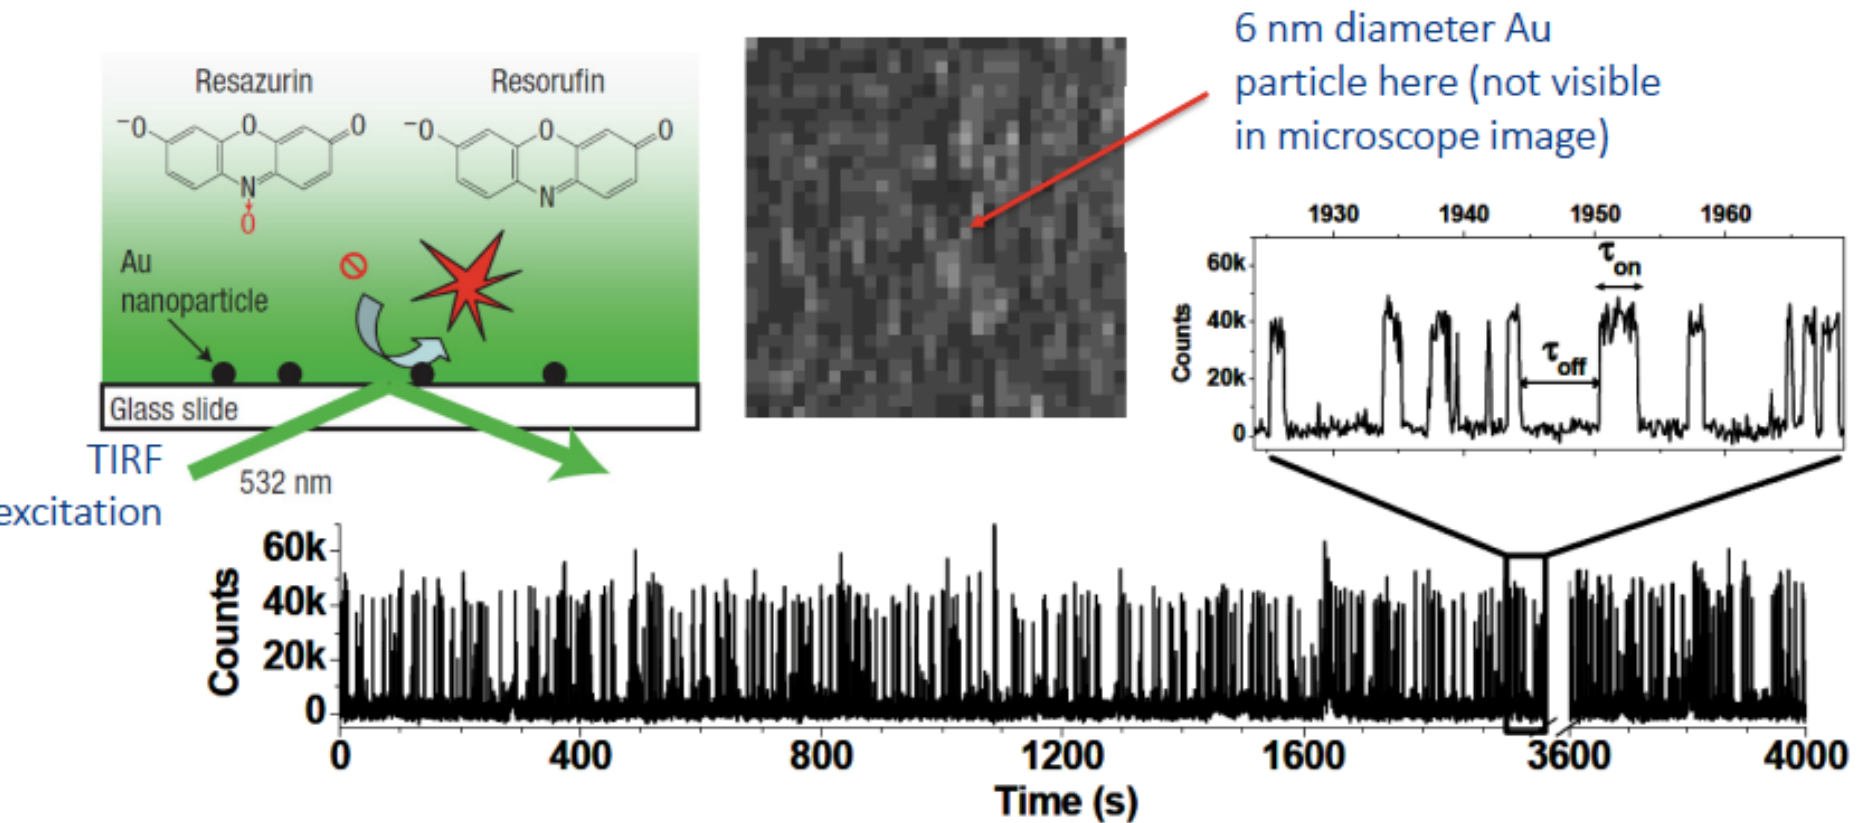 Resazurin
Resorufin
⁻O
O
O
N
O
⁻O
O
O
N
Au
nanoparticle
Glass slide
TIRF
excitation
532 nm
6 nm diameter Au
particle here (not visible
in microscope image)
1930 1940 1950 1960
Counts
60k
40k
20k
0
τon
τoff
Counts
60k
40k
20k
0
0 400 800 1200 1600 3600 4000
Time (s)